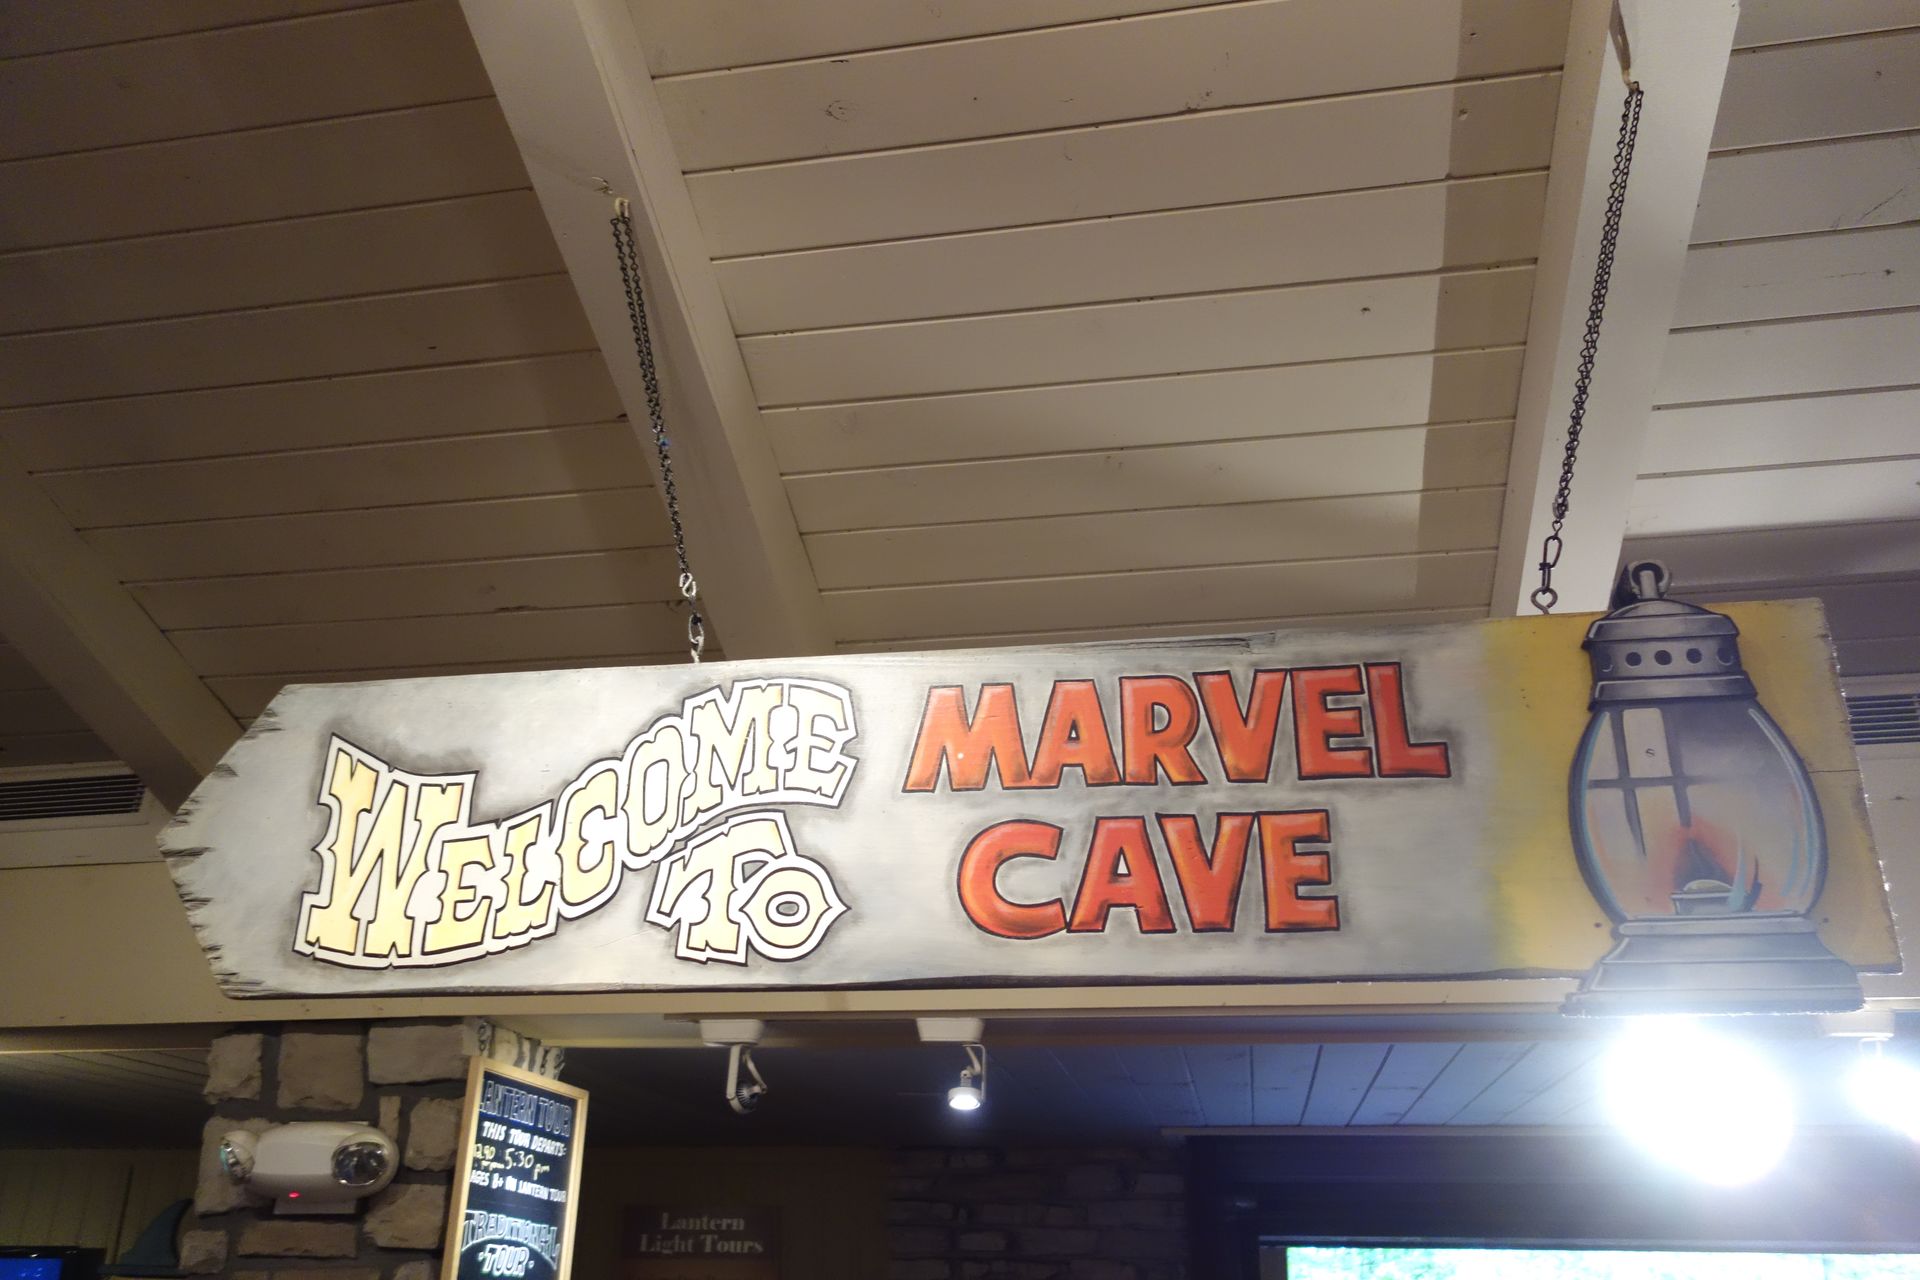 WELCOME
TO
MARVEL
CAVE
LANTERN TOUR
THIS TOUR DEPARTS:
5:30 pm
AGES 8+ ON LANTERN TOUR
TRADITIONAL
·TOUR·
Lantern
Light Tours